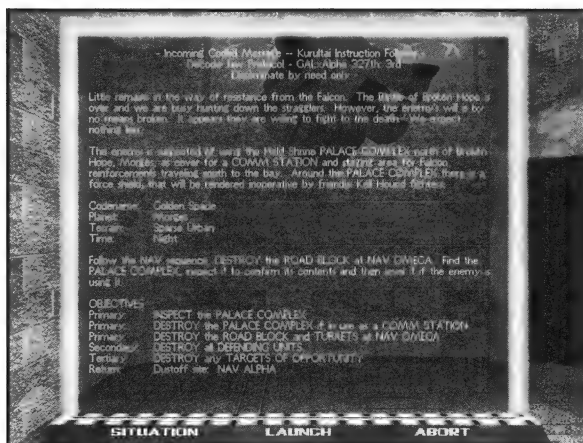 - Incoming Coded Message -- Kurultai Instruction Follows -
Decode Jaw Protocol - GAL:Alpha 327th: 3rd
Disseminate by need only -
Little remains in the way of resistance from the Falcon. The Battle of Broken Hope is
over and we are busy hunting down the stragglers. However, the enemy's will is by
no means broken. It appears they are willing to fight to the death. We expect
nothing less.
The enemy is suspected of using the PALACE COMPLEX north of Broken
Hope, Morges, as cover for a COMM STATION and staging area for Falcon
reinforcements traveling south to the bay. Around the PALACE COMPLEX there is a
force shield, that will be rendered inoperative by friendly Kell Hound fighters.
Codename: Golden Spade
Planet: Morges
Terrain: Sparse Urban
Time: Night
Follow the NAV sequence, DESTROY the ROAD BLOCK at NAV OMEGA. Find the
PALACE COMPLEX, inspect it to confirm its contents and then level it if the enemy is
using it.
OBJECTIVES
Primary: INSPECT the PALACE COMPLEX
Primary: DESTROY the PALACE COMPLEX if in use as a COMM STATION
Primary: DESTROY the ROAD BLOCK and TURRETS at NAV OMEGA
Secondary: DESTROY all DEFENDING UNITS
Tertiary: DESTROY any TARGETS OF OPPORTUNITY
Return: Dustoff site: NAV ALPHA
SITUATION LAUNCH ABORT